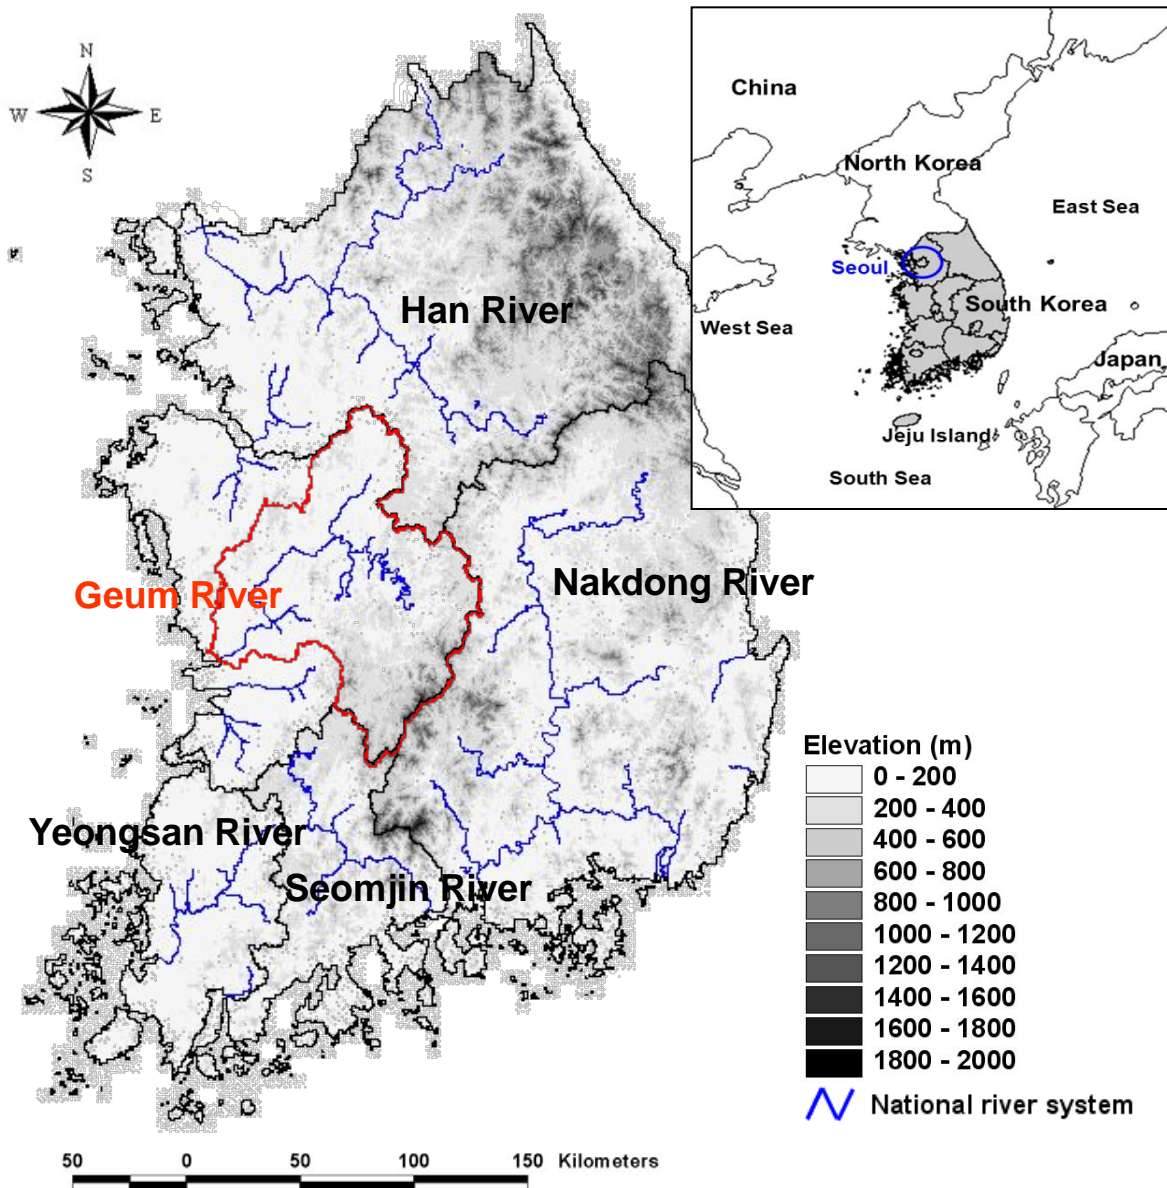 N
W E
S
China
North Korea
East Sea
Seoul
South Korea
West Sea
Japan
Jeju Island
South Sea
Han River
Nakdong River
Geum River
Yeongsan River
Seomjin River
Elevation (m)
0 - 200
200 - 400
400 - 600
600 - 800
800 - 1000
1000 - 1200
1200 - 1400
1400 - 1600
1600 - 1800
1800 - 2000
National river system
50 0 50 100 150 Kilometers